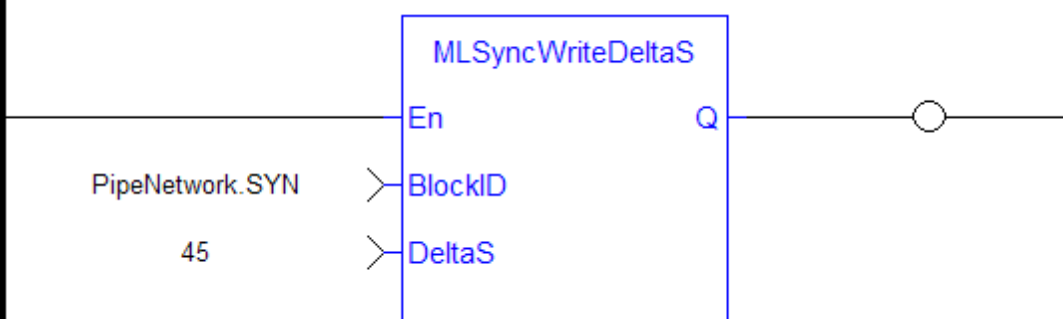 MLSyncWriteDeltaS
En Q
PipeNetwork.SYN BlockID
45 DeltaS